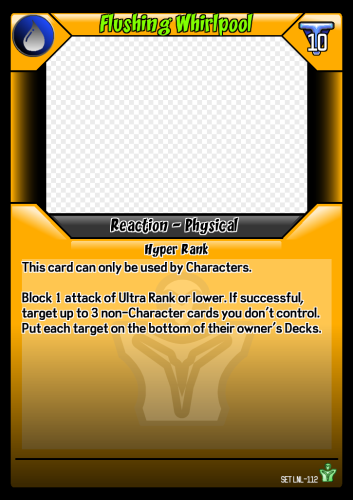 Flushing Whirlpool
10
Reaction - Physical
Hyper Rank
This card can only be used by Characters.
Block 1 attack of Ultra Rank or lower. If successful,
target up to 3 non-Character cards you don't control.
Put each target on the bottom of their owner's Decks.
SET LNL-112